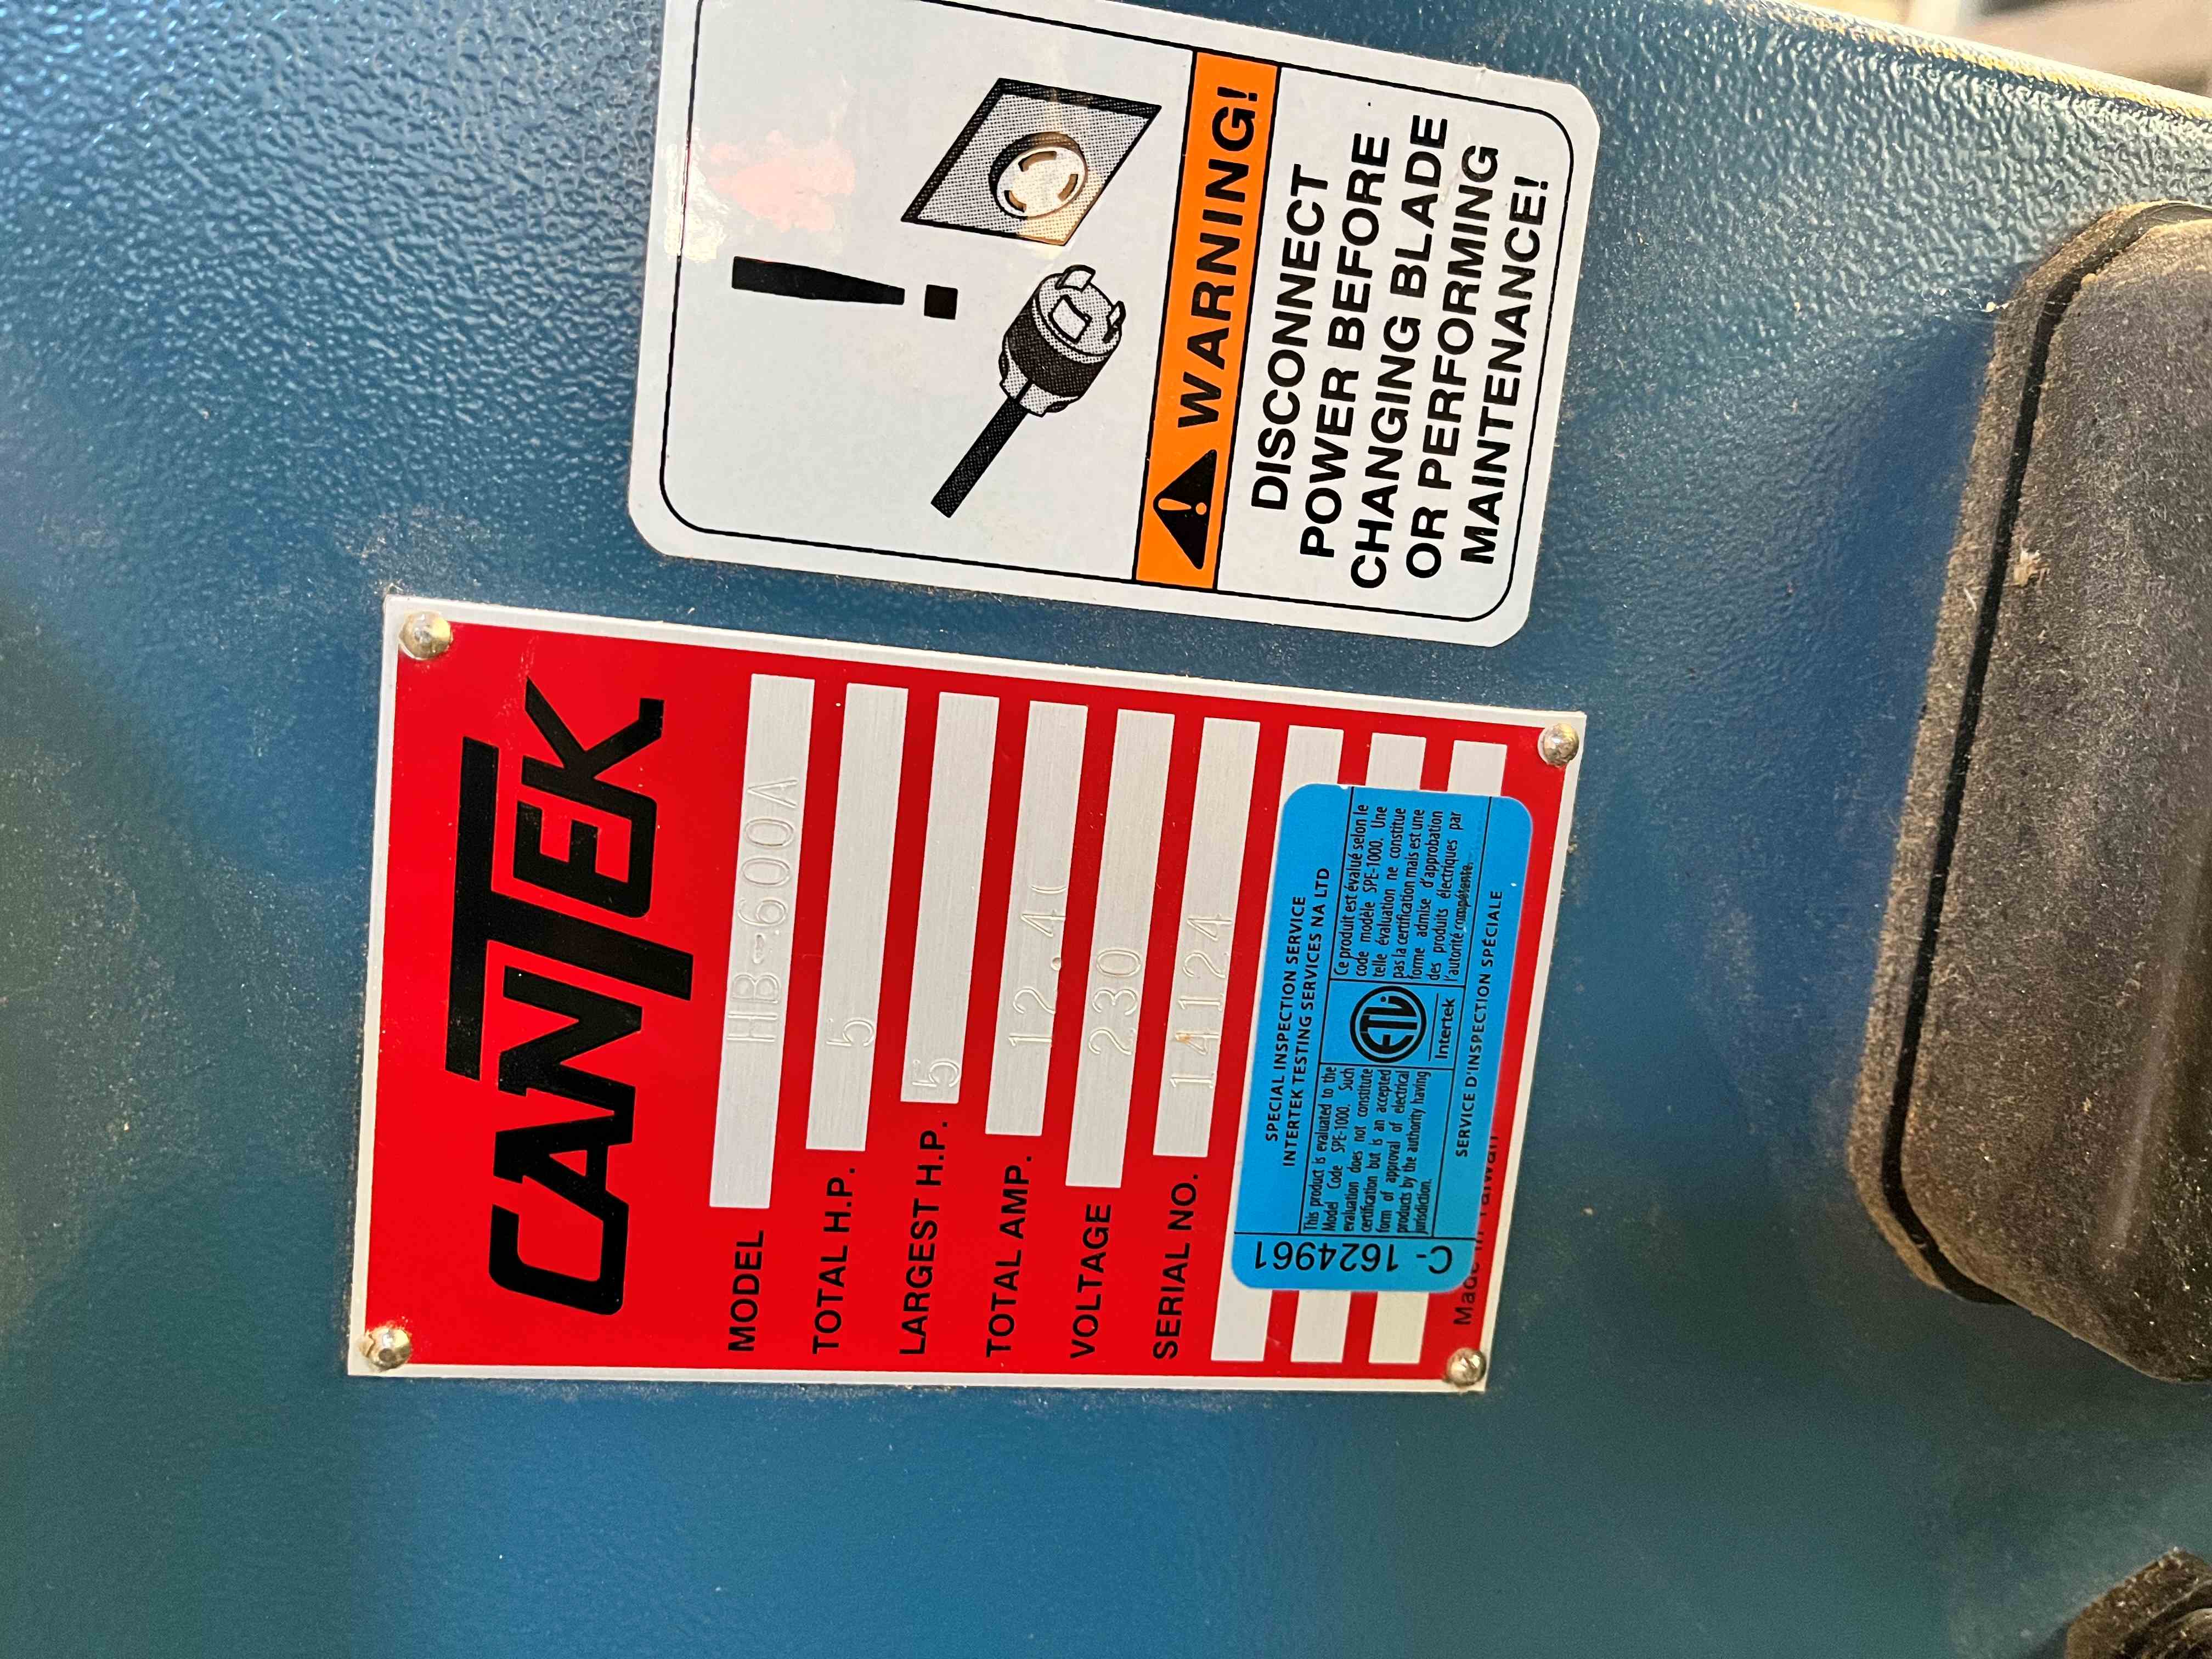 CANTEK
MODEL HB-600A
TOTAL H.P. 5
LARGEST H.P. 5
TOTAL AMP. 12.4
VOLTAGE 230
SERIAL NO. 14124
C- 1624961
SPECIAL INSPECTION SERVICE
INTERTEK TESTING SERVICES NA LTD
This product is evaluated to the
Model Code SPE-1000. Such
evaluation does not constitute
certification but is an accepted
form of approval of electrical
products by the authority having
jurisdiction.
ETL
Intertek
Ce produit est évalué selon le
code modèle SPE-1000. Une
telle évaluation ne constitue
pas la certification mais est une
forme admise d'approbation
des produits électriques par
l'autorité compétente.
SERVICE D'INSPECTION SPÉCIALE
Made in Taiwan
!
WARNING!
DISCONNECT
POWER BEFORE
CHANGING BLADE
OR PERFORMING
MAINTENANCE!